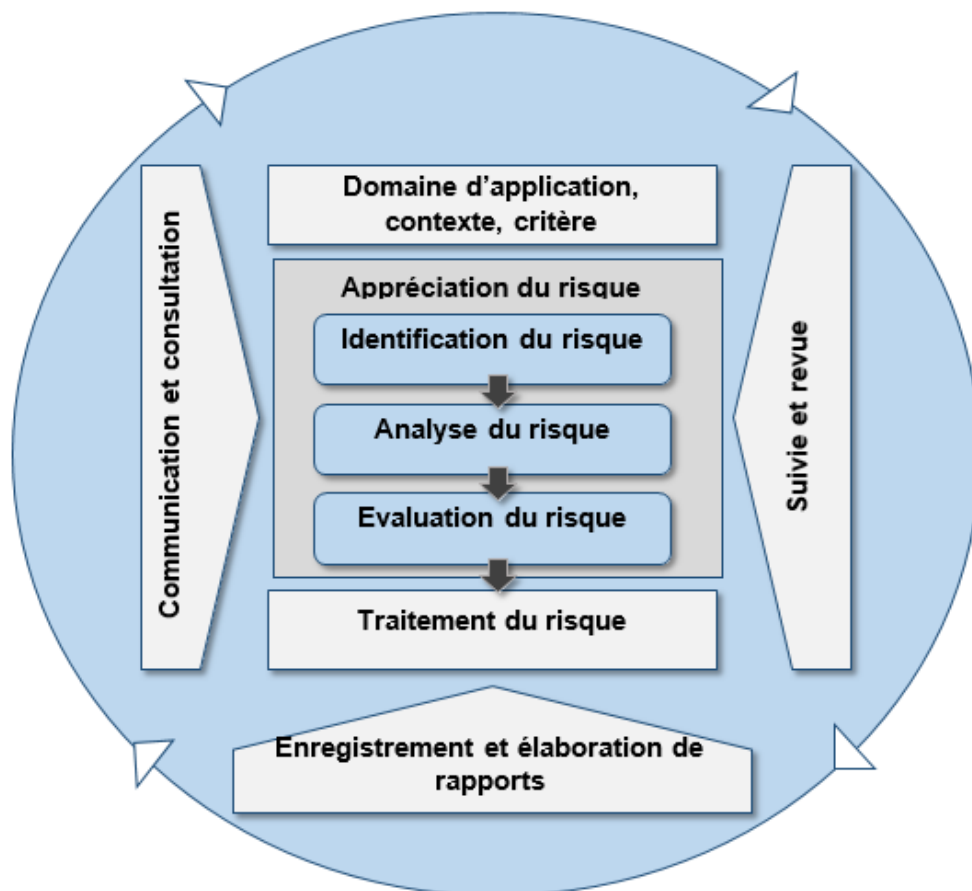 Domaine d'application,
contexte, critère
Appréciation du risque
Identification du risque
Analyse du risque
Evaluation du risque
Traitement du risque
Communication et consultation
Suivie et revue
Enregistrement et élaboration de
rapports